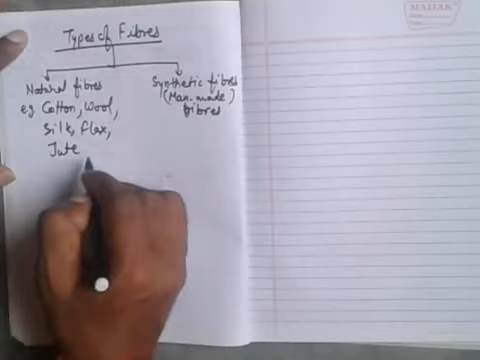 Types of Fibres
Natural fibres
eg Cotton, Wool,
Silk, flax,
Jute
Synthetic fibres
(Man-made)
fibres
MAHAK